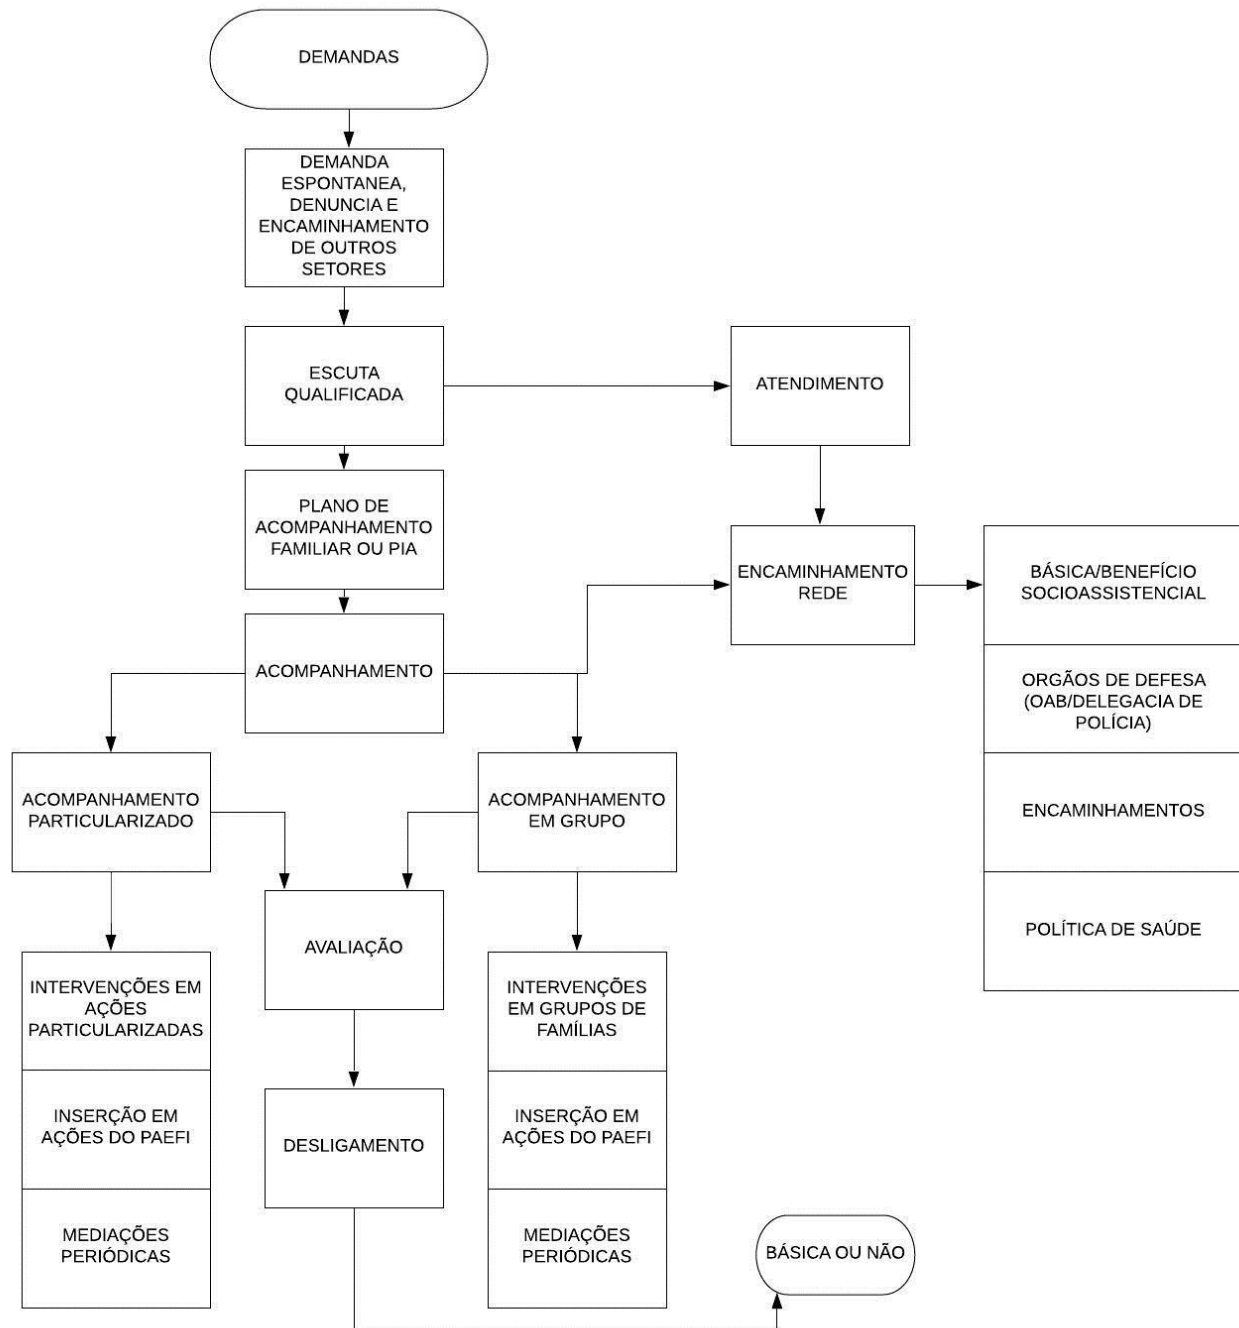 DEMANDAS
DEMANDA
ESPONTANEA,
DENUNCIA E
ENCAMINHAMENTO
DE OUTROS
SETORES
ESCUTA
QUALIFICADA
ATENDIMENTO
PLANO DE
ACOMPANHAMENTO
FAMILIAR OU PIA
ENCAMINHAMENTO
REDE
BÁSICA/BENEFÍCIO
SOCIOASSISTENCIAL
ACOMPANHAMENTO
ORGÃOS DE DEFESA
(OAB/DELEGACIA DE
POLÍCIA)
ACOMPANHAMENTO
PARTICULARIZADO
ACOMPANHAMENTO
EM GRUPO
ENCAMINHAMENTOS
AVALIAÇÃO
POLÍTICA DE SAÚDE
INTERVENÇÕES EM
AÇÕES
PARTICULARIZADAS
INTERVENÇÕES
EM GRUPOS DE
FAMÍLIAS
INSERÇÃO EM
AÇÕES DO PAEFI
DESLIGAMENTO
INSERÇÃO EM
AÇÕES DO PAEFI
MEDIAÇÕES
PERIÓDICAS
MEDIAÇÕES
PERIÓDICAS
BÁSICA OU NÃO